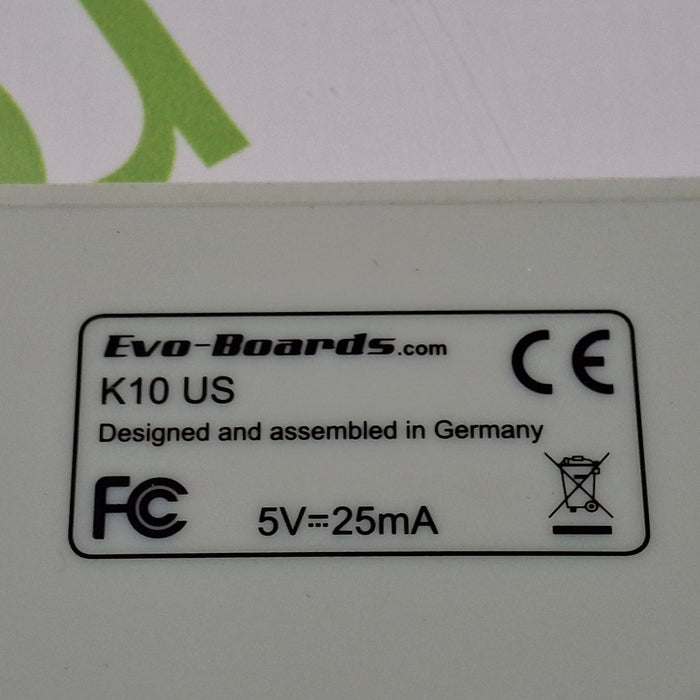 Evo-Boards.com
CE
K10 US
Designed and assembled in Germany
FC
5V⎓25mA